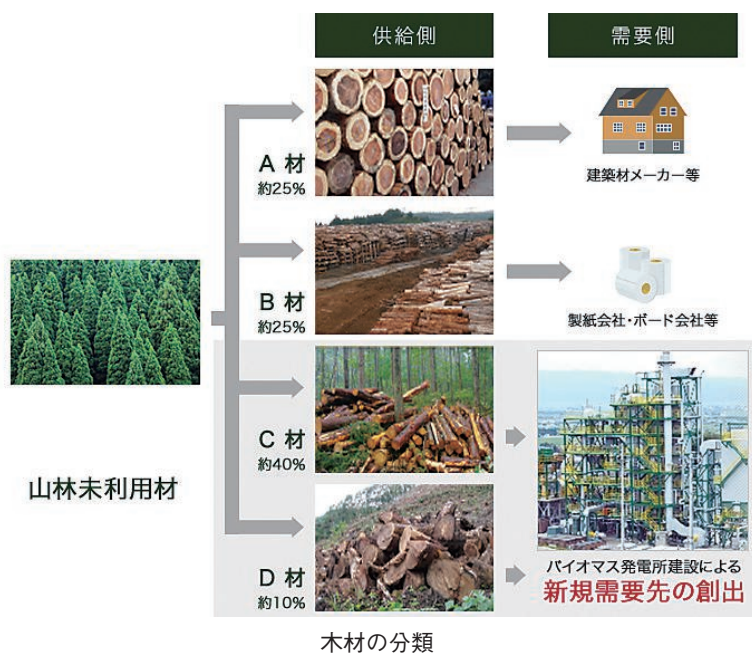 供給側
需要側
A 材
約25%
建築材メーカー等
B 材
約25%
製紙会社・ボード会社等
山林未利用材
C 材
約40%
D 材
約10%
バイオマス発電所建設による
新規需要先の創出
木材の分類